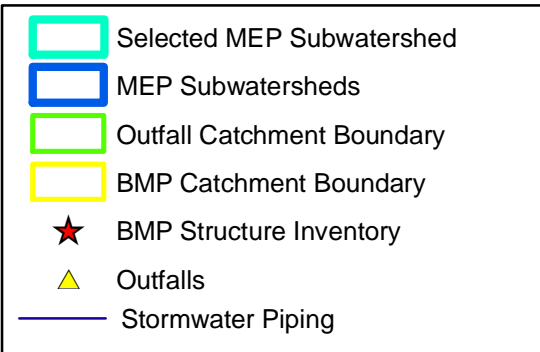 Selected MEP Subwatershed
MEP Subwatersheds
Outfall Catchment Boundary
BMP Catchment Boundary
BMP Structure Inventory
Outfalls
Stormwater Piping